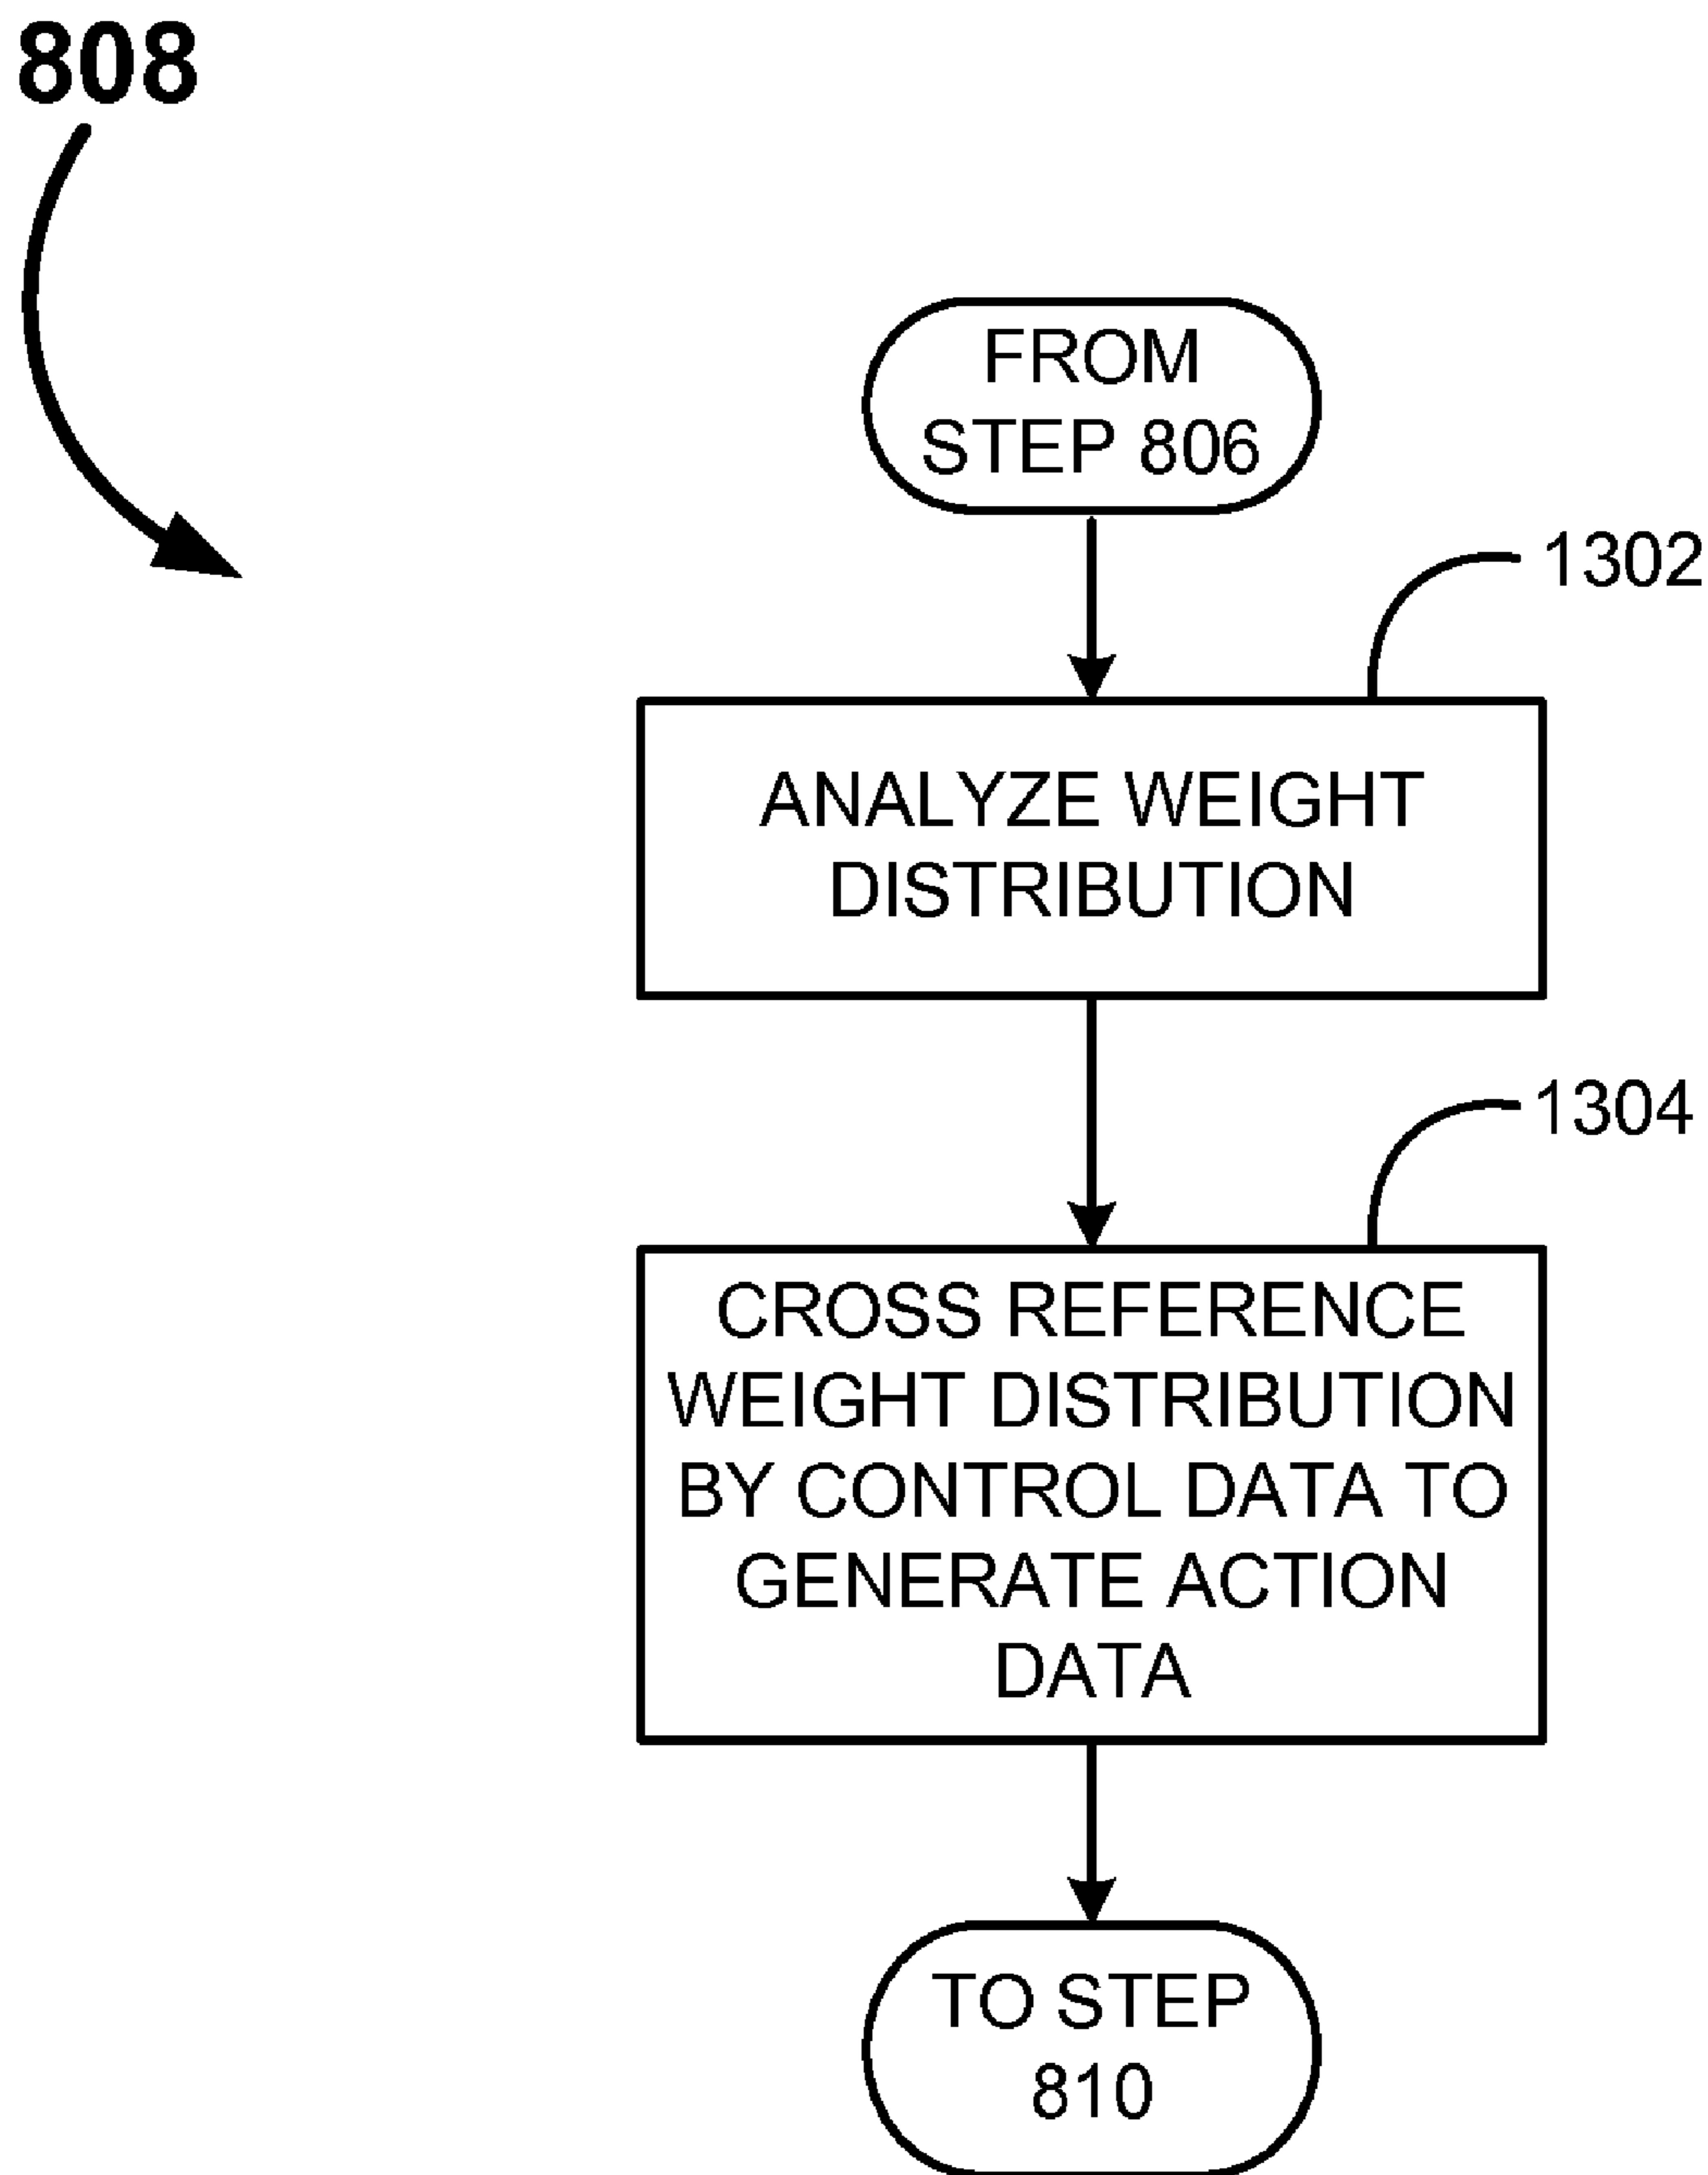 808
FROM
STEP 806
1302
ANALYZE WEIGHT
DISTRIBUTION
1304
CROSS REFERENCE
WEIGHT DISTRIBUTION
BY CONTROL DATA TO
GENERATE ACTION
DATA
TO STEP
810